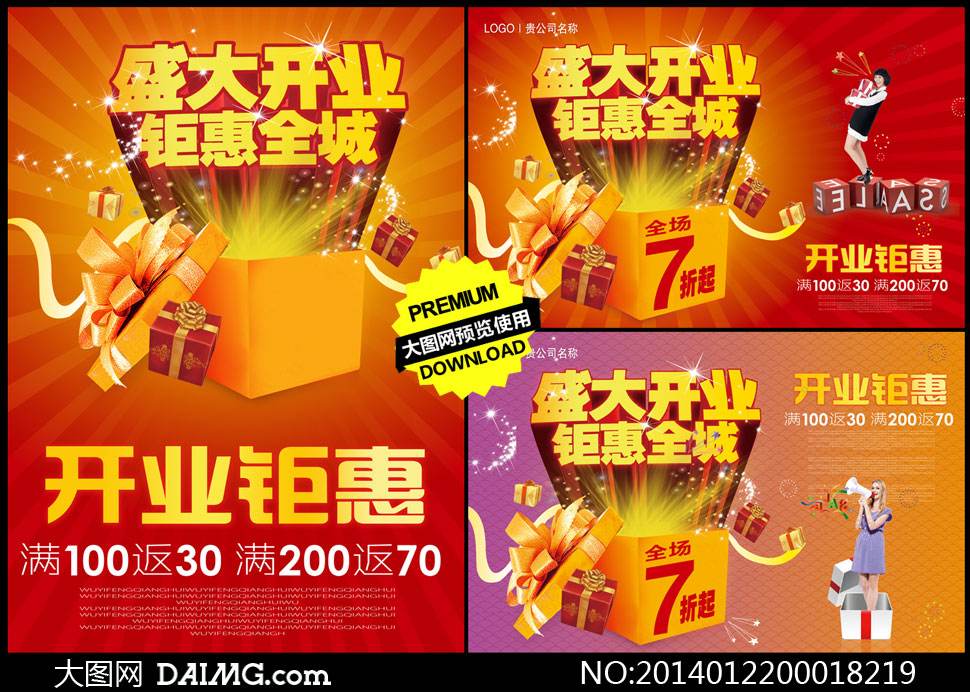 盛大开业
钜惠全城
开业钜惠
满100返30 满200返70
WUYIFENGQIANGHUIWUYIFENGQIANGHUIWUYIFENGQIANGHUI
LOGO | 贵公司名称
盛大开业
钜惠全城
全场
7折起
SSALEE
开业钜惠
满100返30 满200返70
PREMIUM
大图网预览使用
DOWNLOAD
贵公司名称
盛大开业
钜惠全城
全场
7折起
开业钜惠
满100返30 满200返70
大图网 DAIMG.com
NO:2014012200018219